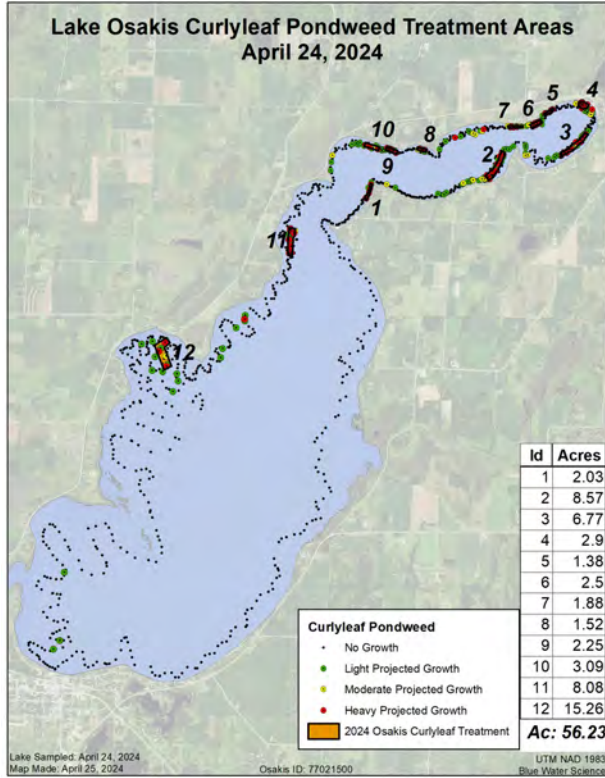 Lake Osakis Curlyleaf Pondweed Treatment Areas
April 24, 2024
4
5
6
7
8
10
3
9
2
1
11
12
Id Acres
1 2.03
2 8.57
3 6.77
4 2.9
5 1.38
6 2.5
7 1.88
8 1.52
9 2.25
10 3.09
11 8.08
12 15.26
Ac: 56.23
Curlyleaf Pondweed
No Growth
Light Projected Growth
Moderate Projected Growth
Heavy Projected Growth
2024 Osakis Curlyleaf Treatment
Lake Sampled: April 24, 2024
Map Made: April 25, 2024
Osakis ID: 77021500
UTM NAD 1983
Blue Water Science